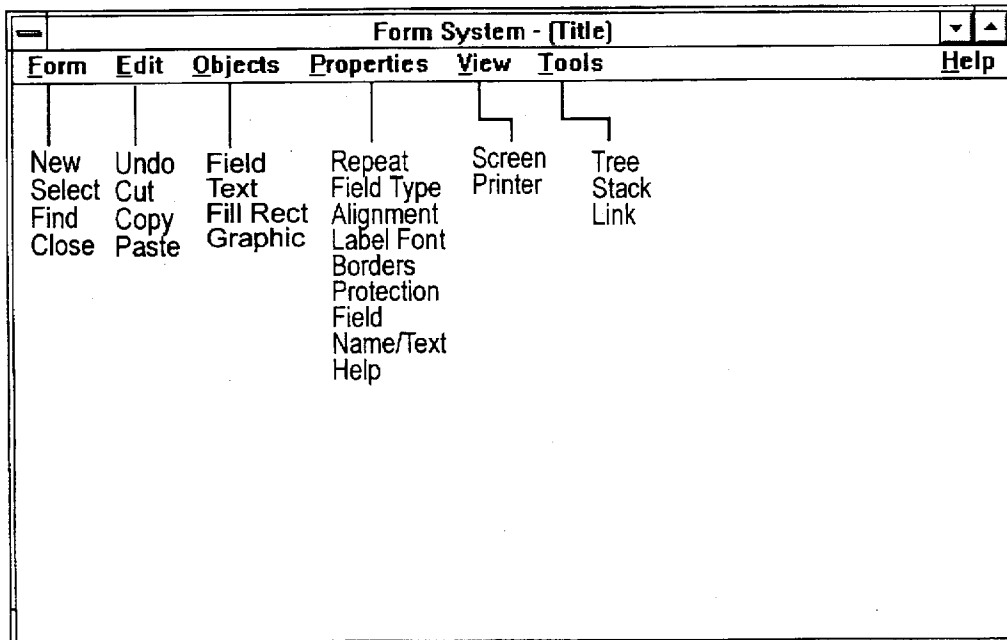 Form System - (Title)
Form Edit Objects Properties View Tools Help
New
Select
Find
Close
Undo
Cut
Copy
Paste
Field
Text
Fill Rect
Graphic
Repeat
Field Type
Alignment
Label Font
Borders
Protection
Field
Name/Text
Help
Screen
Printer
Tree
Stack
Link